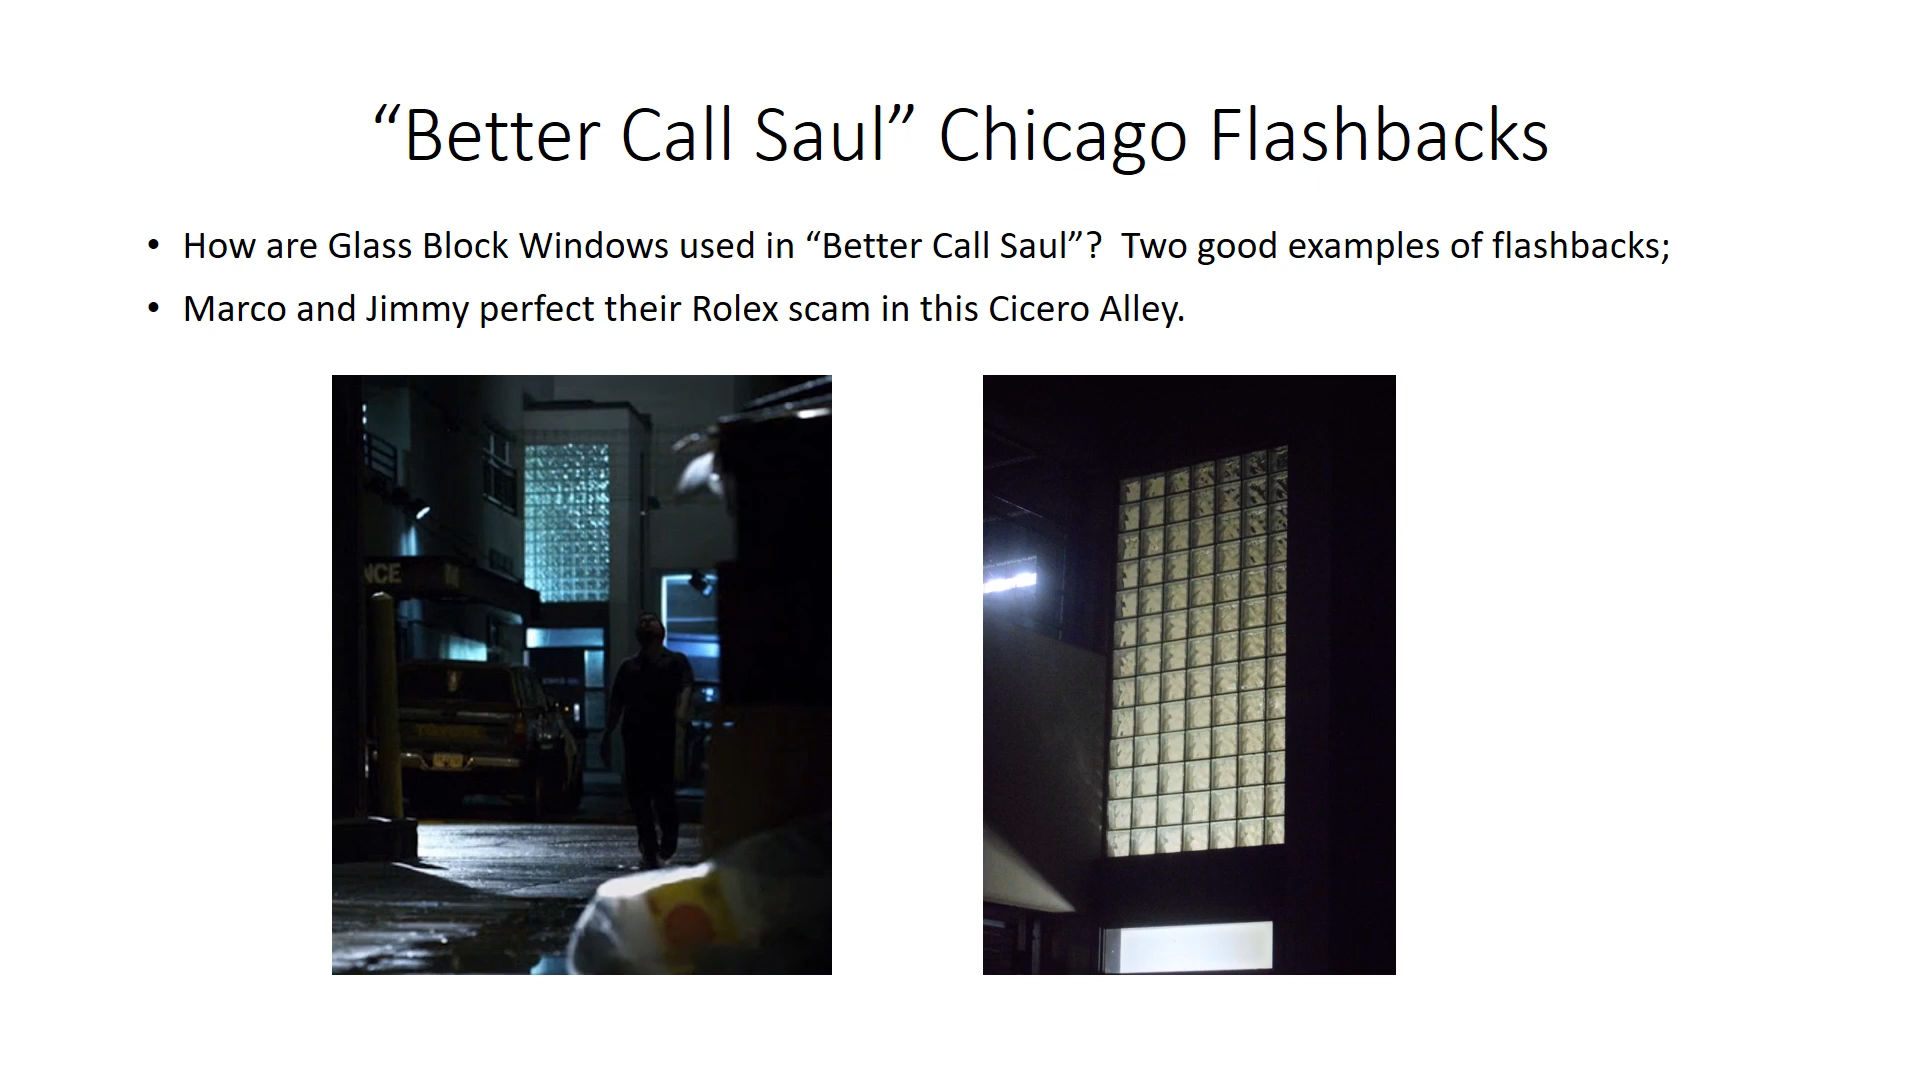 “Better Call Saul” Chicago Flashbacks
• How are Glass Block Windows used in “Better Call Saul”?  Two good examples of flashbacks;
• Marco and Jimmy perfect their Rolex scam in this Cicero Alley.
NCE